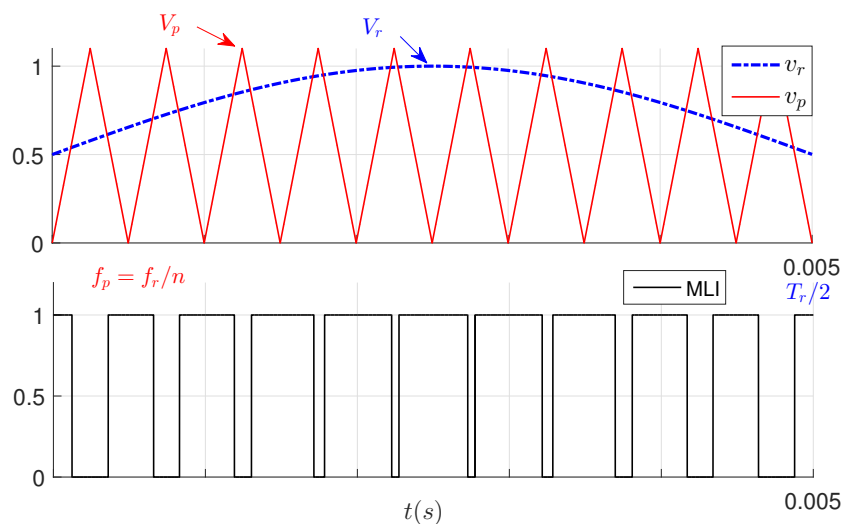 V_p
V_r
1
0.5
0
v_r
v_p
0.005
f_p = f_r/n
MLI
T_r/2
1
0.5
0
0.005
t(s)